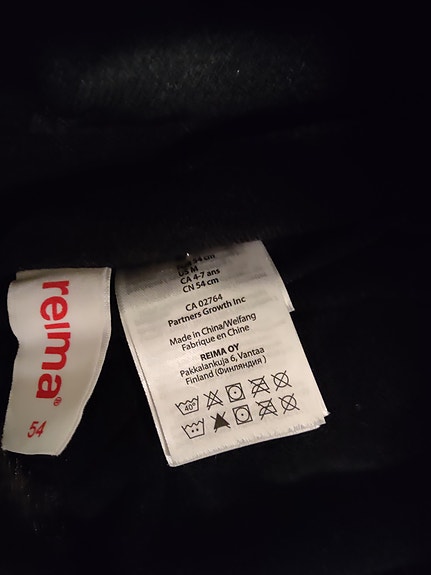 reima®
54
US M
CA 4-7 ans
CN 54 cm
CA 02764
Partners Growth Inc
Made in China/Weifang
Fabrique en Chine
REIMA OY
Pakkalankuja 6, Vantaa
Finland (Финляндия )
40°